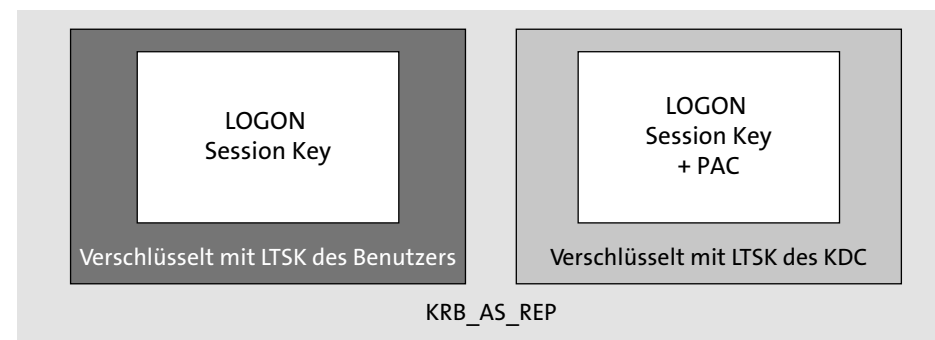 LOGON
Session Key
Verschlüsselt mit LTSK des Benutzers
LOGON
Session Key
+ PAC
Verschlüsselt mit LTSK des KDC
KRB_AS_REP